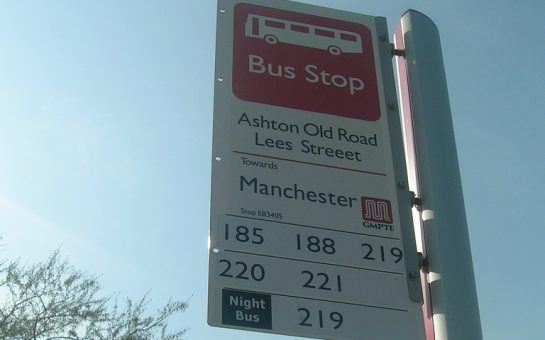 Bus Stop
Ashton Old Road
Lees Streeet
Towards
Manchester
GMPTE
Stop EB3405
185 188 219
220 221
Night
Bus
219